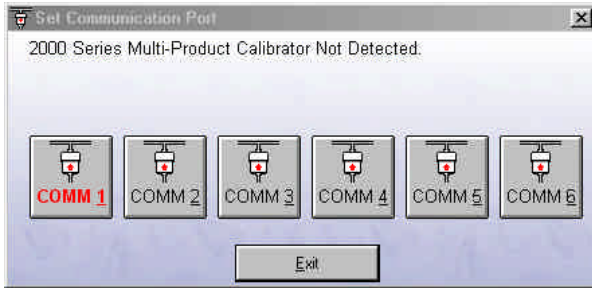 Set Communication Port
2000 Series Multi-Product Calibrator Not Detected.
COMM 1 COMM 2 COMM 3 COMM 4 COMM 5 COMM 6
Exit